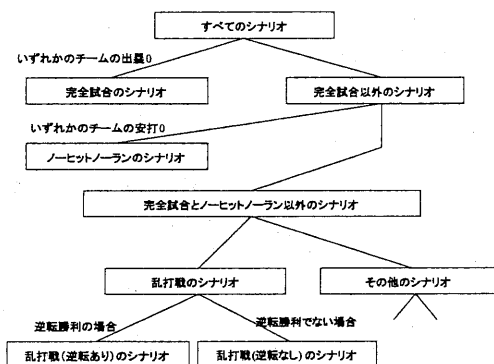 すべてのシナリオ
いずれかのチームの出塁0
完全試合のシナリオ
完全試合以外のシナリオ
いずれかのチームの安打0
ノーヒットノーランのシナリオ
完全試合とノーヒットノーラン以外のシナリオ
乱打戦のシナリオ
その他のシナリオ
逆転勝利の場合
逆転勝利でない場合
乱打戦(逆転あり)のシナリオ
乱打戦(逆転なし)のシナリオ